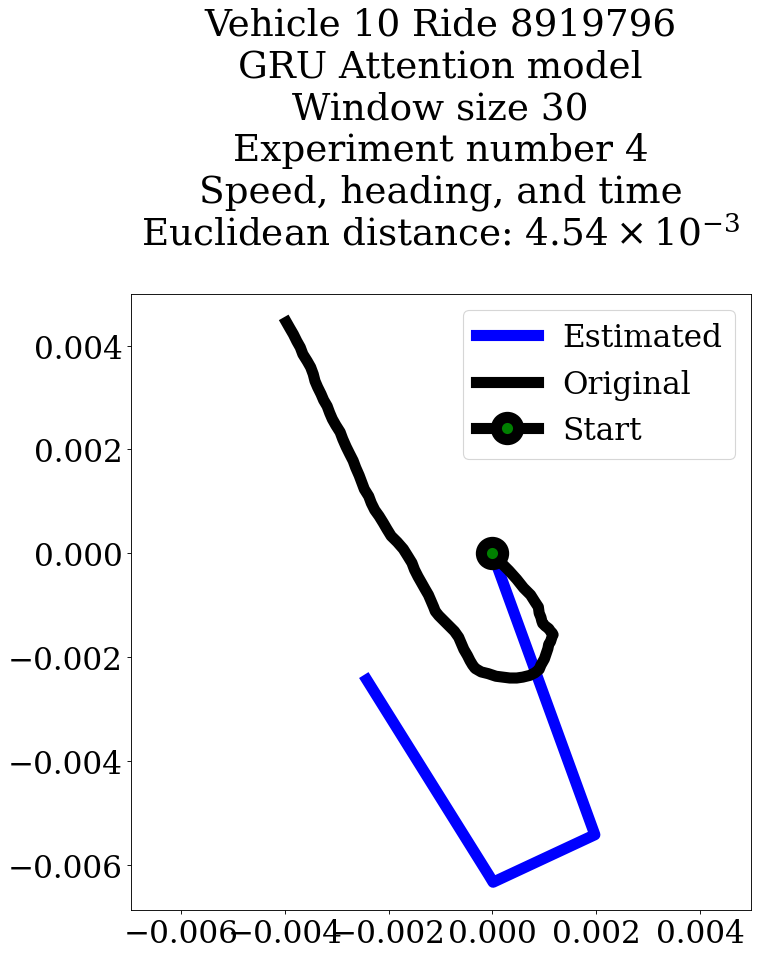 Vehicle 10 Ride 8919796
GRU Attention model
Window size 30
Experiment number 4
Speed, heading, and time
Euclidean distance: 4.54 × 10⁻³
Estimated
Original
Start
0.004
0.002
0.000
−0.002
−0.004
−0.006
−0.006 −0.004 −0.002 0.000 0.002 0.004